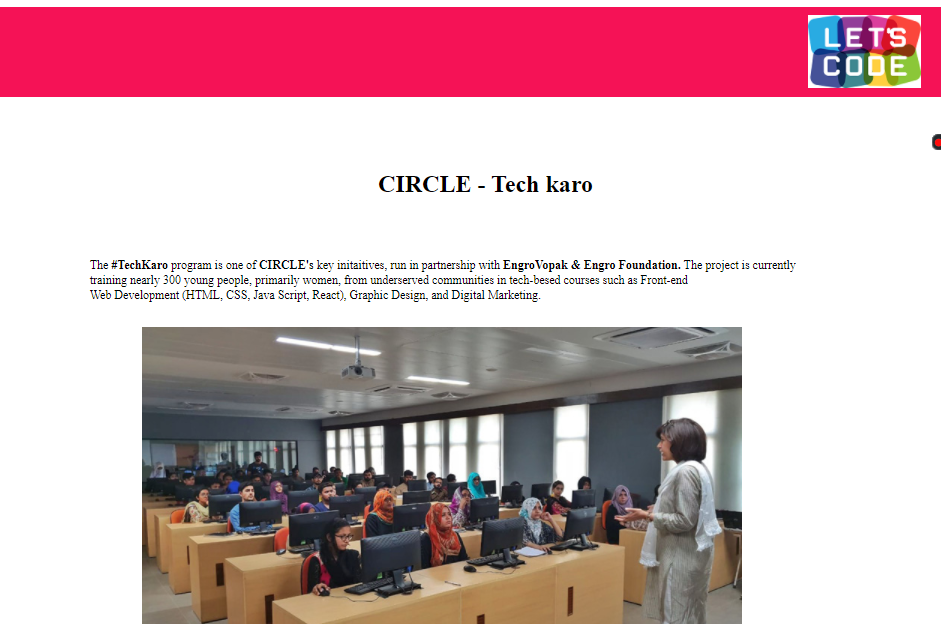 LET'S
CODE
CIRCLE - Tech karo
The #TechKaro program is one of CIRCLE's key initaitives, run in partnership with EngroVopak & Engro Foundation. The project is currently
training nearly 300 young people, primarily women, from underserved communities in tech-besed courses such as Front-end
Web Development (HTML, CSS, Java Script, React), Graphic Design, and Digital Marketing.